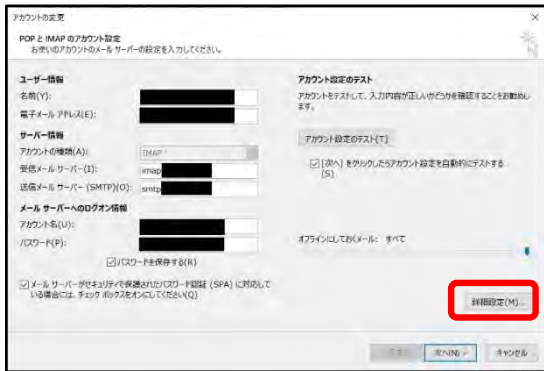 アカウントの変更
POP と IMAP のアカウント設定
お使いのアカウントのメール サーバーの設定を入力してください。
ユーザー情報
名前(Y):
電子メール アドレス(E):
サーバー情報
アカウントの種類(A):
IMAP
受信メール サーバー(I):
imap
送信メール サーバー (SMTP)(O):
smtp
メール サーバーへのログオン情報
アカウント名(U):
パスワード(P):
パスワードを保存する(R)
メール サーバーがセキュリティで保護されたパスワード認証 (SPA) に対応して
いる場合には、チェック ボックスをオンにしてください(Q)
アカウント設定のテスト
アカウントをテストして、入力内容が正しいかどうかを確認することをお勧めし
ます。
アカウント設定のテスト(T)
[次へ] をクリックしたらアカウント設定を自動的にテストする
(S)
オフラインにしておくメール: すべて
詳細設定(M)...
次へ(N) >
キャンセル